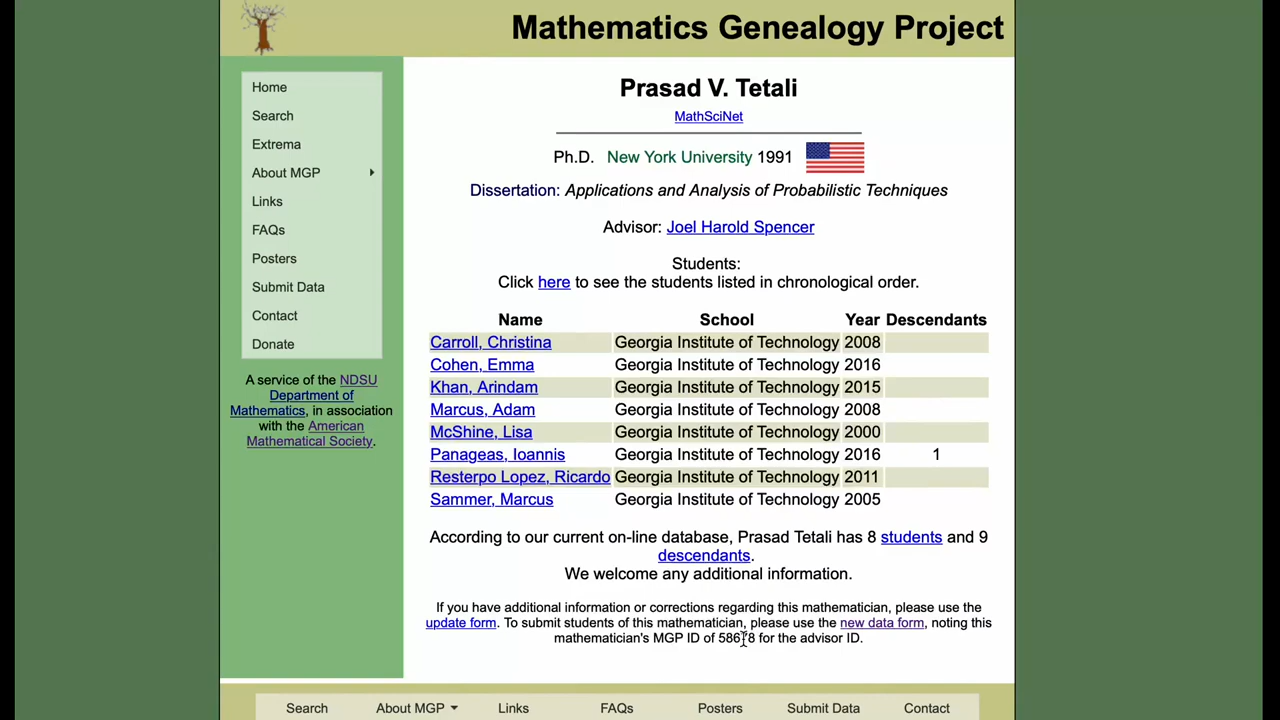 Mathematics Genealogy Project
Home
Search
Extrema
About MGP
Links
FAQs
Posters
Submit Data
Contact
Donate
A service of the NDSU
Department of
Mathematics, in association
with the American
Mathematical Society.
Prasad V. Tetali
MathSciNet
Ph.D. New York University 1991
Dissertation: Applications and Analysis of Probabilistic Techniques
Advisor: Joel Harold Spencer
Students:
Click here to see the students listed in chronological order.
Name School Year Descendants
Carroll, Christina Georgia Institute of Technology 2008
Cohen, Emma Georgia Institute of Technology 2016
Khan, Arindam Georgia Institute of Technology 2015
Marcus, Adam Georgia Institute of Technology 2008
McShine, Lisa Georgia Institute of Technology 2000
Panageas, Ioannis Georgia Institute of Technology 2016 1
Resterpo Lopez, Ricardo Georgia Institute of Technology 2011
Sammer, Marcus Georgia Institute of Technology 2005
According to our current on-line database, Prasad Tetali has 8 students and 9
descendants.
We welcome any additional information.
If you have additional information or corrections regarding this mathematician, please use the
update form. To submit students of this mathematician, please use the new data form, noting this
mathematician's MGP ID of for the advisor ID.
Search About MGP Links FAQs Posters Submit Data Contact